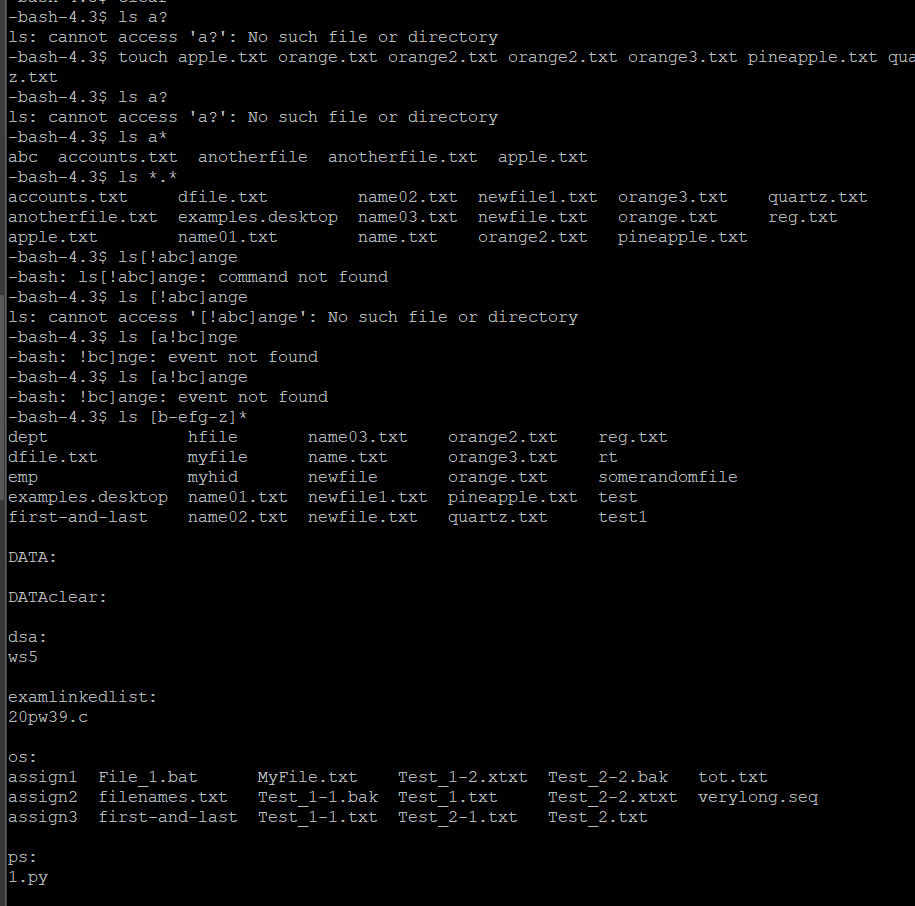 -bash-4.3$ ls a?
ls: cannot access 'a?': No such file or directory
-bash-4.3$ touch apple.txt orange.txt orange2.txt orange2.txt orange3.txt pineapple.txt qua
z.txt
-bash-4.3$ ls a?
ls: cannot access 'a?': No such file or directory
-bash-4.3$ ls a*
abc  accounts.txt  anotherfile  anotherfile.txt  apple.txt
-bash-4.3$ ls *.*
accounts.txt     dfile.txt         name02.txt  newfile1.txt  orange3.txt    quartz.txt
anotherfile.txt  examples.desktop  name03.txt  newfile.txt   orange.txt     reg.txt
apple.txt        name01.txt        name.txt    orange2.txt   pineapple.txt
-bash-4.3$ ls[!abc]ange
-bash: ls[!abc]ange: command not found
-bash-4.3$ ls [!abc]ange
ls: cannot access '[!abc]ange': No such file or directory
-bash-4.3$ ls [a!bc]nge
-bash: !bc]nge: event not found
-bash-4.3$ ls [a!bc]ange
-bash: !bc]ange: event not found
-bash-4.3$ ls [b-efg-z]*
dept              hfile       name03.txt    orange2.txt    reg.txt
dfile.txt         myfile      name.txt      orange3.txt    rt
emp               myhid       newfile       orange.txt     somerandomfile
examples.desktop  name01.txt  newfile1.txt  pineapple.txt  test
first-and-last    name02.txt  newfile.txt   quartz.txt     test1
DATA:
DATAclear:
dsa:
ws5
examlinkedlist:
20pw39.c
os:
assign1  File_1.bat      MyFile.txt    Test_1-2.xtxt  Test_2-2.bak   tot.txt
assign2  filenames.txt   Test_1-1.bak  Test_1.txt     Test_2-2.xtxt  verylong.seq
assign3  first-and-last  Test_1-1.txt  Test_2-1.txt   Test_2.txt
ps:
1.py